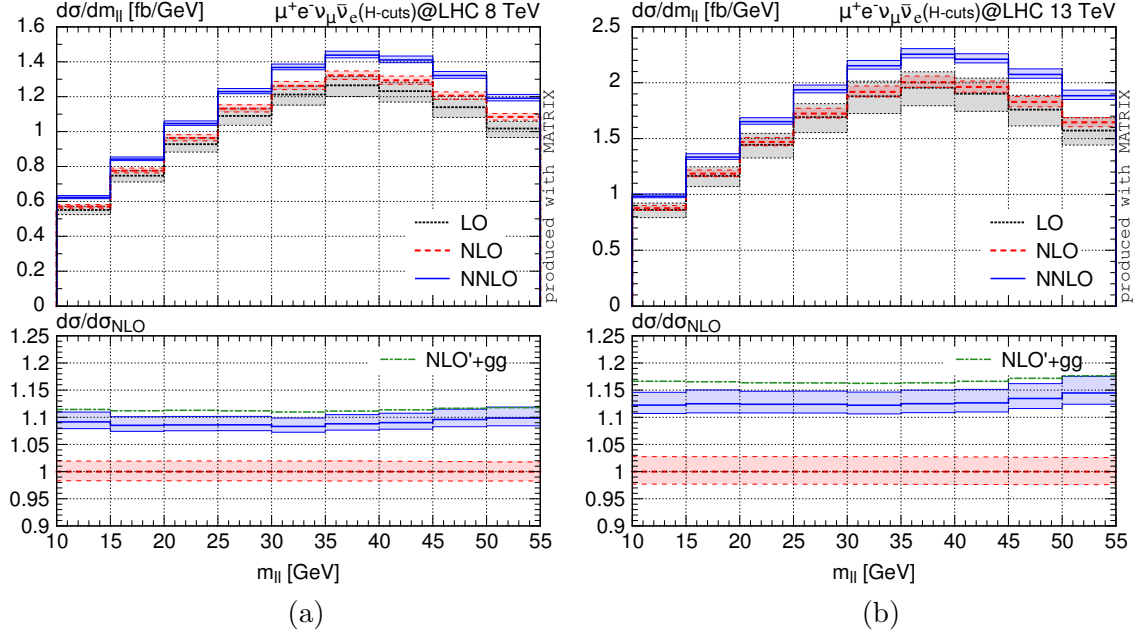 dσ/dm_ll [fb/GeV] μ⁺e⁻ν_μν̄_e(H-cuts)@LHC 8 TeV
1.6
1.4
1.2
1
0.8
0.6
0.4
0.2
0
LO
NLO
NNLO
produced with MATRIX
dσ/dσ_NLO
1.25
1.2
1.15
1.1
1.05
1
0.95
0.9
NLO'+gg
10 15 20 25 30 35 40 45 50 55
m_ll [GeV]
(a)
dσ/dm_ll [fb/GeV] μ⁺e⁻ν_μν̄_e(H-cuts)@LHC 13 TeV
2.5
2
1.5
1
0.5
0
LO
NLO
NNLO
produced with MATRIX
dσ/dσ_NLO
1.25
1.2
1.15
1.1
1.05
1
0.95
0.9
NLO'+gg
10 15 20 25 30 35 40 45 50 55
m_ll [GeV]
(b)